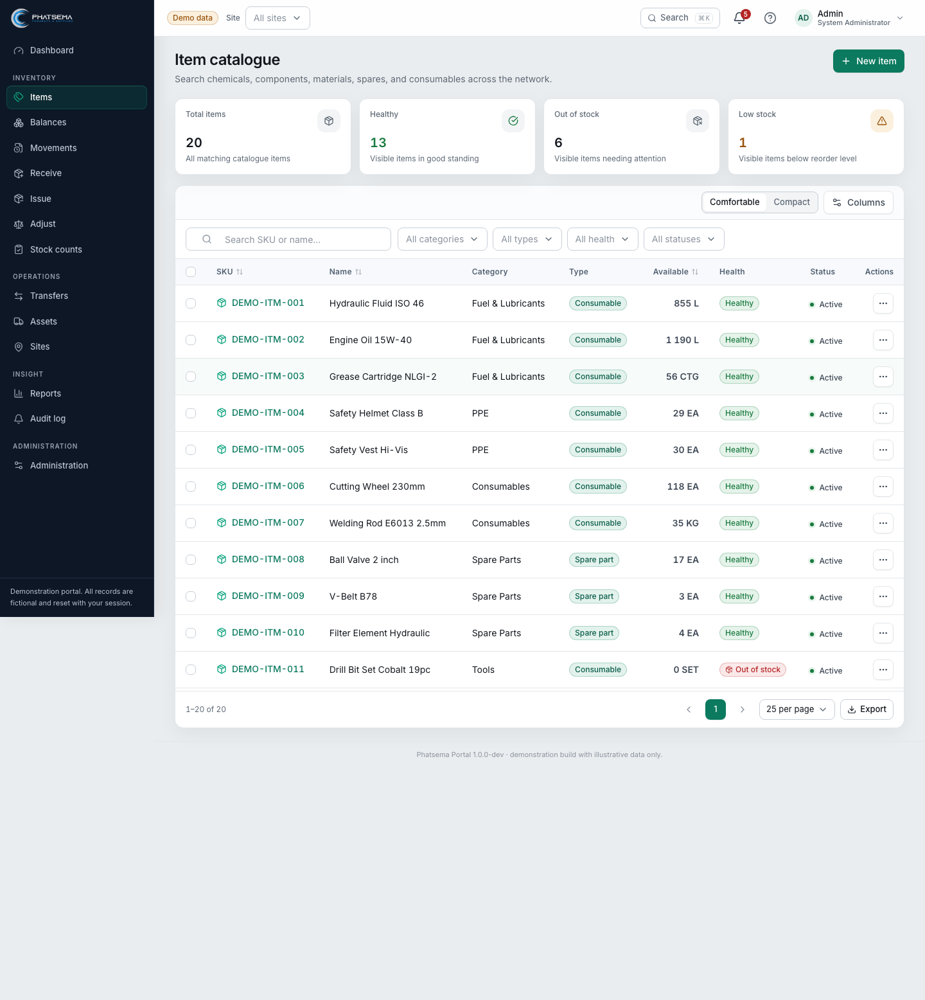 PHATSEMA
Demo data Site All sites Search ⌘K 5 AD Admin
System Administrator
Dashboard
INVENTORY
Items
Balances
Movements
Receive
Issue
Adjust
Stock counts
OPERATIONS
Transfers
Assets
Sites
INSIGHT
Reports
Audit log
ADMINISTRATION
Administration
Demonstration portal. All records are
fictional and reset with your session.
Item catalogue
Search chemicals, components, materials, spares, and consumables across the network.
New item
Total items
20
All matching catalogue items
Healthy
13
Visible items in good standing
Out of stock
6
Visible items needing attention
Low stock
1
Visible items below reorder level
Comfortable Compact Columns
Search SKU or name... All categories All types All health All statuses
SKU Name Category Type Available Health Status Actions
DEMO-ITM-001 Hydraulic Fluid ISO 46 Fuel & Lubricants Consumable 855 L Healthy Active
DEMO-ITM-002 Engine Oil 15W-40 Fuel & Lubricants Consumable 1 190 L Healthy Active
DEMO-ITM-003 Grease Cartridge NLGI-2 Fuel & Lubricants Consumable 56 CTG Healthy Active
DEMO-ITM-004 Safety Helmet Class B PPE Consumable 29 EA Healthy Active
DEMO-ITM-005 Safety Vest Hi-Vis PPE Consumable 30 EA Healthy Active
DEMO-ITM-006 Cutting Wheel 230mm Consumables Consumable 118 EA Healthy Active
DEMO-ITM-007 Welding Rod E6013 2.5mm Consumables Consumable 35 KG Healthy Active
DEMO-ITM-008 Ball Valve 2 inch Spare Parts Spare part 17 EA Healthy Active
DEMO-ITM-009 V-Belt B78 Spare Parts Spare part 3 EA Healthy Active
DEMO-ITM-010 Filter Element Hydraulic Spare Parts Spare part 4 EA Healthy Active
DEMO-ITM-011 Drill Bit Set Cobalt 19pc Tools Consumable 0 SET Out of stock Active
1–20 of 20 1 25 per page Export
Phatsema Portal 1.0.0-dev · demonstration build with illustrative data only.